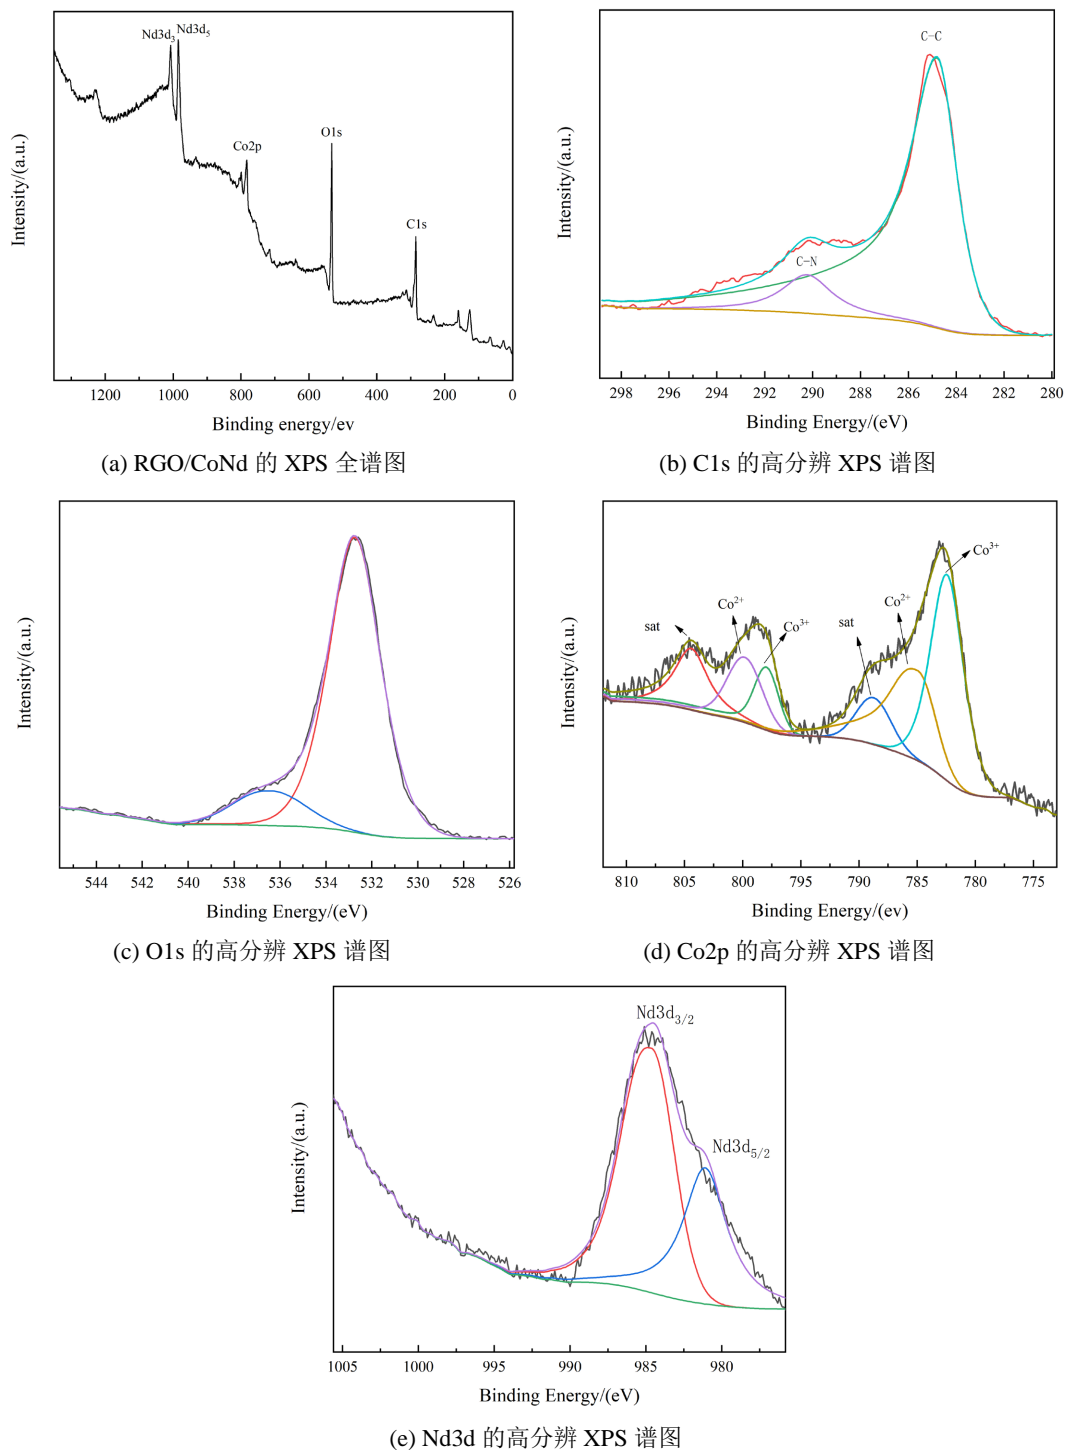 Nd3d3 Nd3d5
Co2p
O1s
C1s
Intensity/(a.u.)
1200 1000 800 600 400 200 0
Binding energy/ev
(a) RGO/CoNd 的 XPS 全谱图
C-C
C-N
Intensity/(a.u.)
298 296 294 292 290 288 286 284 282 280
Binding Energy/(eV)
(b) C1s 的高分辨 XPS 谱图
Intensity/(a.u.)
544 542 540 538 536 534 532 530 528 526
Binding Energy/(eV)
(c) O1s 的高分辨 XPS 谱图
sat
Co2+
Co3+
sat
Co2+
Co3+
Intensity/(a.u.)
810 805 800 795 790 785 780 775
Binding Energy/(ev)
(d) Co2p 的高分辨 XPS 谱图
Nd3d3/2
Nd3d5/2
Intensity/(a.u.)
1005 1000 995 990 985 980
Binding Energy/(eV)
(e) Nd3d 的高分辨 XPS 谱图